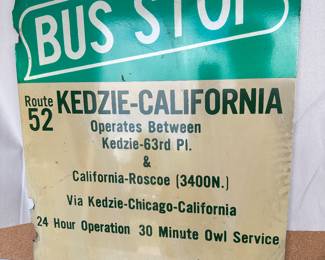 BUS STOP
Route 52 KEDZIE-CALIFORNIA
Operates Between
Kedzie-63rd Pl.
&
California-Roscoe (3400N.)
Via Kedzie-Chicago-California
24 Hour Operation 30 Minute Owl Service